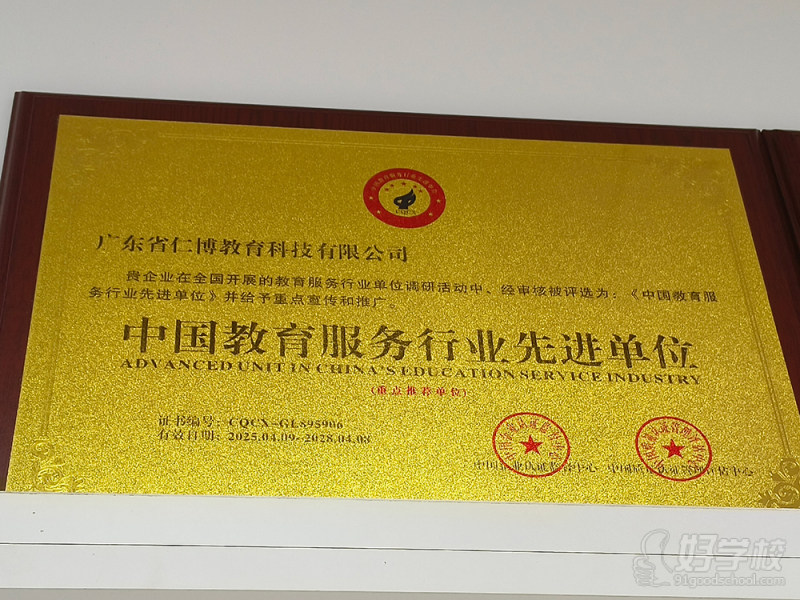 广东省仁博教育科技有限公司
贵企业在全国开展的教育服务行业单位调研活动中、经审核被评选为：《中国教育服
务行业先进单位》并给予重点宣传和推广。
中国教育服务行业先进单位
ADVANCED UNIT IN CHINA'S EDUCATION SERVICE INDUSTRY
(重点推荐单位)
证书编号：CQCX-GL895906
有效日期：2025.04.09-2028.04.08
好学校
91goodschool.com